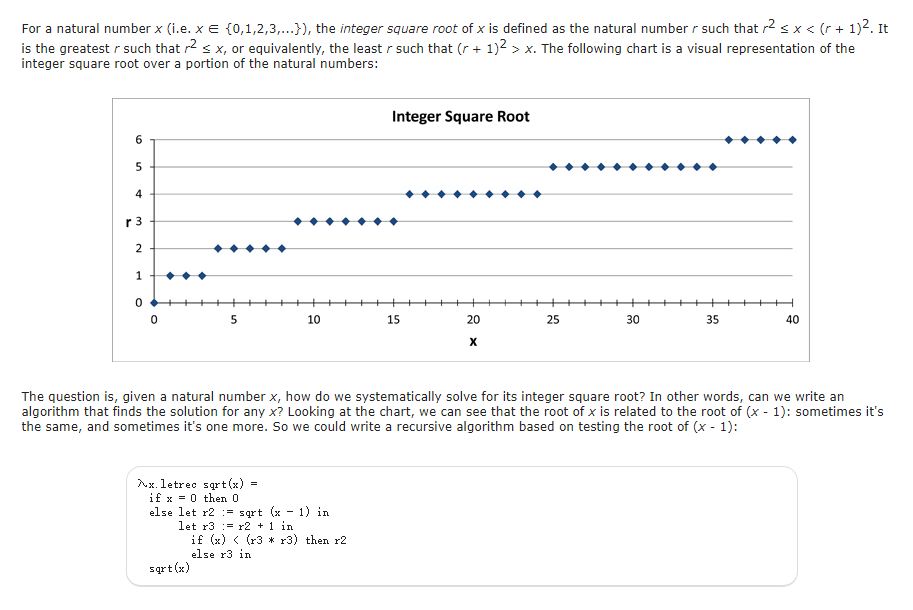 For a natural number x (i.e. x ∈ {0,1,2,3,...}), the integer square root of x is defined as the natural number r such that r² ≤ x < (r + 1)². It
is the greatest r such that r² ≤ x, or equivalently, the least r such that (r + 1)² > x. The following chart is a visual representation of the
integer square root over a portion of the natural numbers:
Integer Square Root
6
5
4
r 3
2
1
0
0 5 10 15 20 25 30 35 40
x
The question is, given a natural number x, how do we systematically solve for its integer square root? In other words, can we write an
algorithm that finds the solution for any x? Looking at the chart, we can see that the root of x is related to the root of (x - 1): sometimes it's
the same, and sometimes it's one more. So we could write a recursive algorithm based on testing the root of (x - 1):
λx.letrec sqrt(x) =
if x = 0 then 0
else let r2 := sqrt (x - 1) in
let r3 := r2 + 1 in
if (x) < (r3 * r3) then r2
else r3 in
sqrt(x)